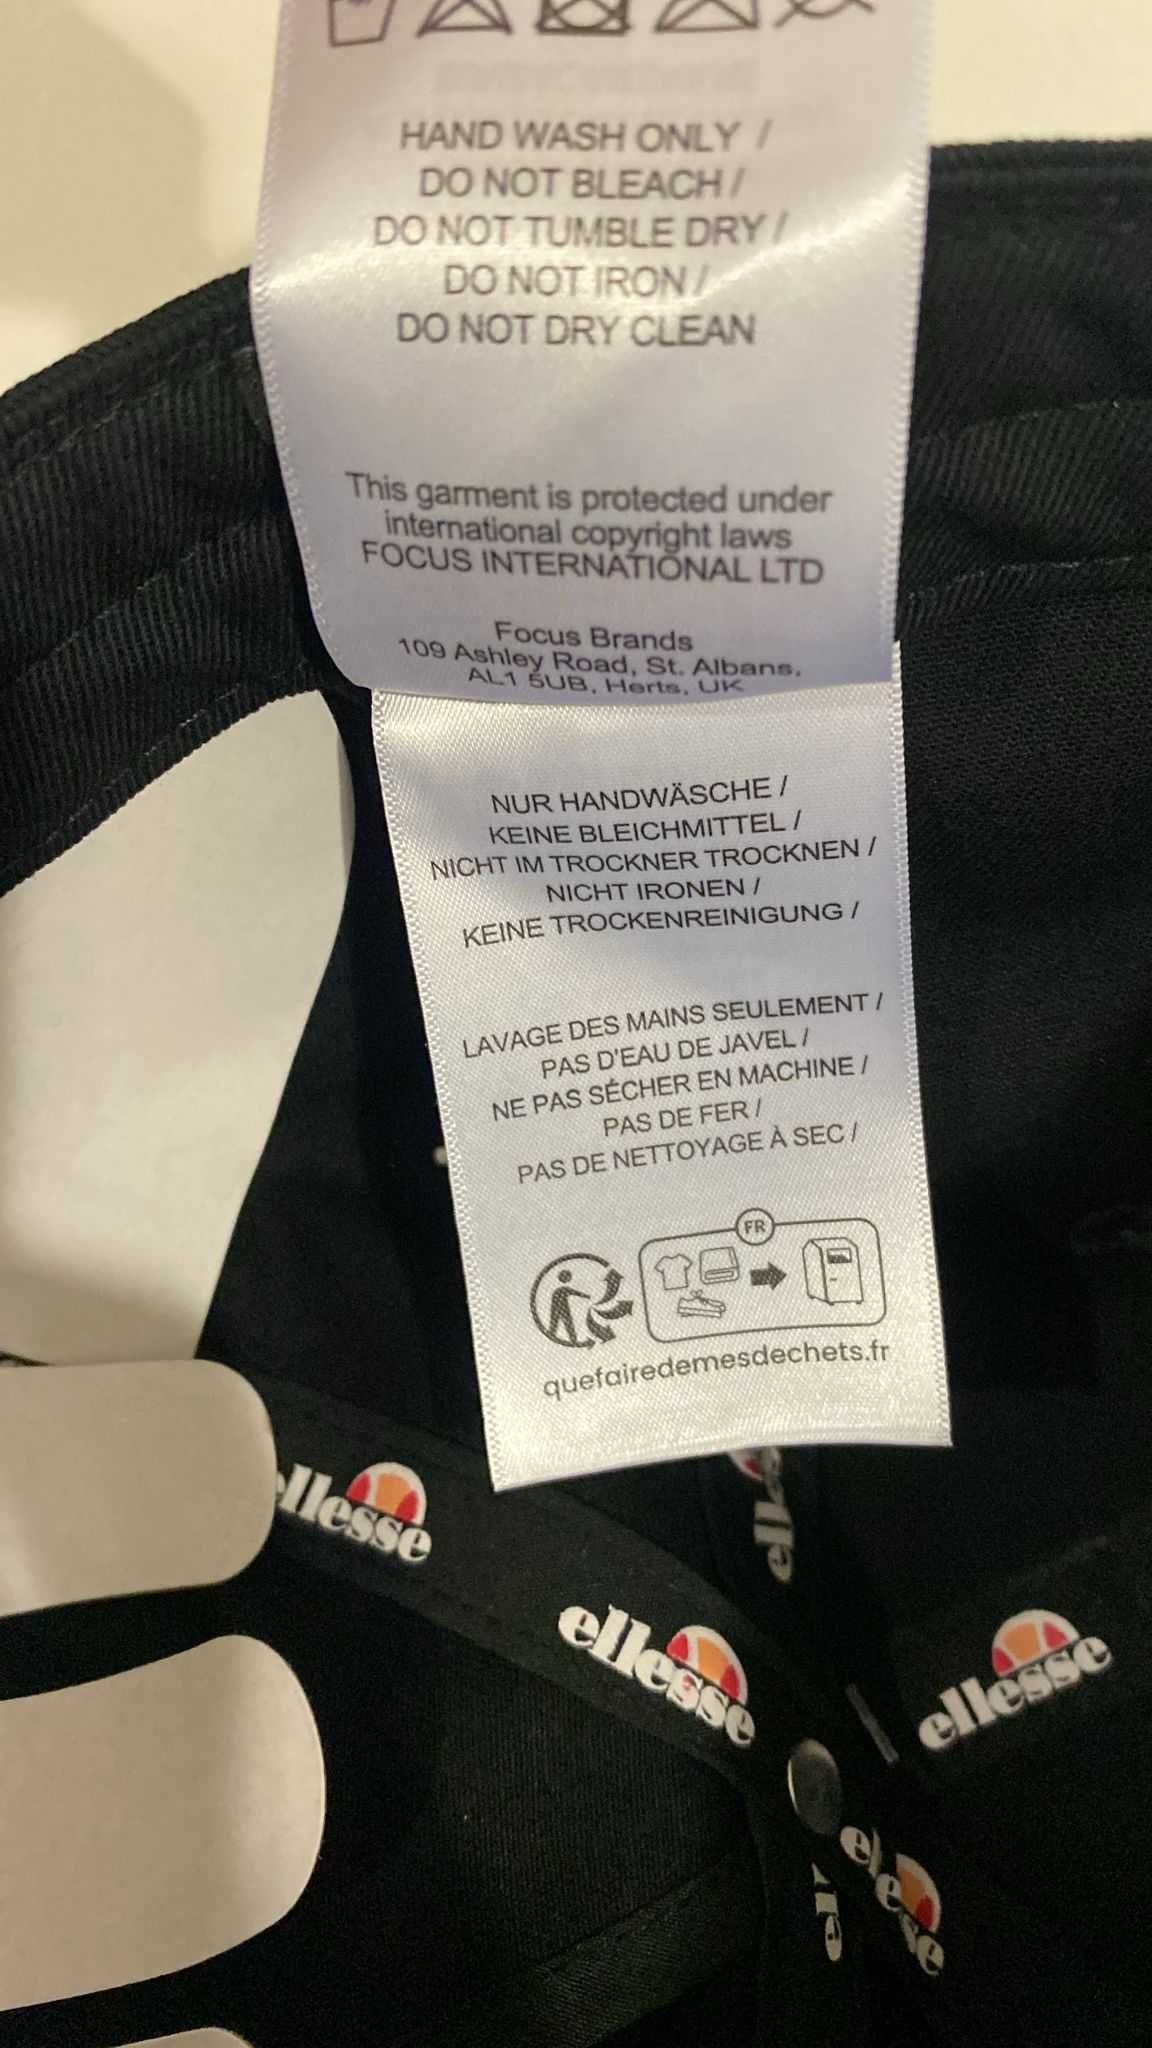 HAND WASH ONLY /
DO NOT BLEACH /
DO NOT TUMBLE DRY /
DO NOT IRON /
DO NOT DRY CLEAN
This garment is protected under
international copyright laws
FOCUS INTERNATIONAL LTD
Focus Brands
109 Ashley Road, St. Albans,
AL1 5UB, Herts, UK
NUR HANDWÄSCHE /
KEINE BLEICHMITTEL /
NICHT IM TROCKNER TROCKNEN /
NICHT IRONEN /
KEINE TROCKENREINIGUNG /
LAVAGE DES MAINS SEULEMENT /
PAS D'EAU DE JAVEL /
NE PAS SÉCHER EN MACHINE /
PAS DE FER /
PAS DE NETTOYAGE À SEC /
FR
quefairedemesdechets.fr
ellesse
elle
ellesse
ellesse
ellesse
ell